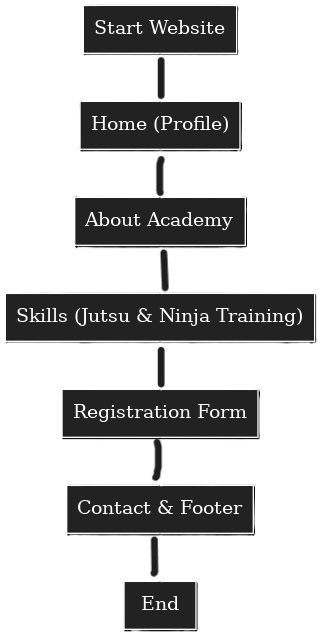 Start Website
Home (Profile)
About Academy
Skills (Jutsu & Ninja Training)
Registration Form
Contact & Footer
End